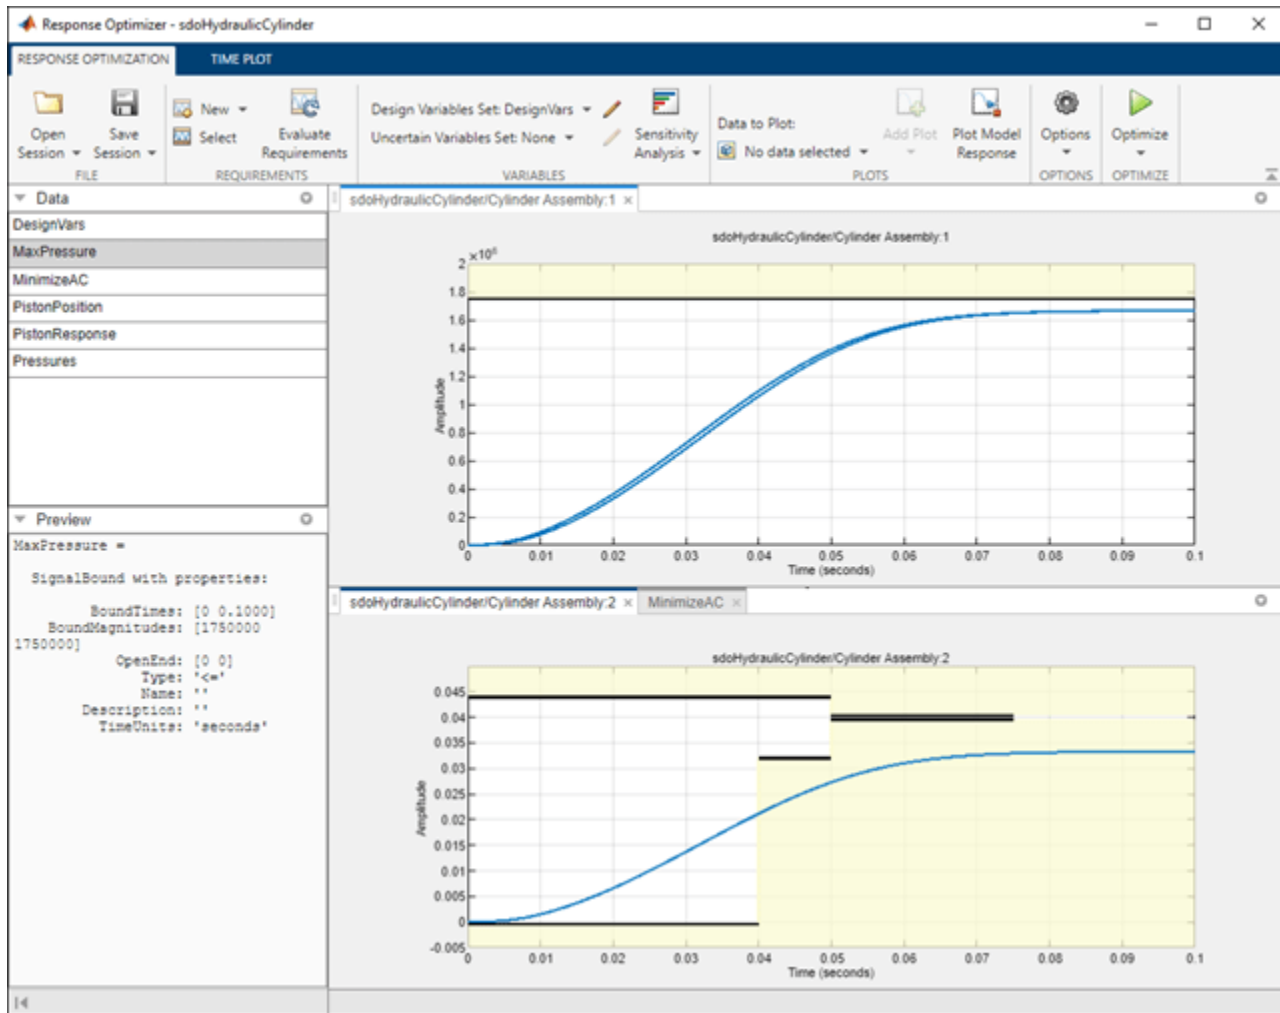 Response Optimizer - sdoHydraulicCylinder
RESPONSE OPTIMIZATION TIME PLOT
Open Session
Save Session
FILE
New
Select
Evaluate Requirements
REQUIREMENTS
Design Variables Set: DesignVars
Uncertain Variables Set: None
Sensitivity Analysis
VARIABLES
Data to Plot:
No data selected
Add Plot
Plot Model Response
PLOTS
Options
OPTIONS
Optimize
OPTIMIZE
Data
DesignVars
MaxPressure
MinimizeAC
PistonPosition
PistonResponse
Pressures
Preview
MaxPressure =
SignalBound with properties:
BoundTimes: [0 0.1000]
BoundMagnitudes: [1750000
1750000]
OpenEnd: [0 0]
Type: '<='
Name: ''
Description: ''
TimeUnits: 'seconds'
sdoHydraulicCylinder/Cylinder Assembly:1
sdoHydraulicCylinder/Cylinder Assembly:1
2
1.8
1.6
1.4
1.2
1
0.8
0.6
0.4
0.2
0
Amplitude
0 0.01 0.02 0.03 0.04 0.05 0.06 0.07 0.08 0.09 0.1
Time (seconds)
sdoHydraulicCylinder/Cylinder Assembly:2 MinimizeAC
sdoHydraulicCylinder/Cylinder Assembly:2
0.045
0.04
0.035
0.03
0.025
0.02
0.015
0.01
0.005
0
-0.005
Amplitude
0 0.01 0.02 0.03 0.04 0.05 0.06 0.07 0.08 0.09 0.1
Time (seconds)